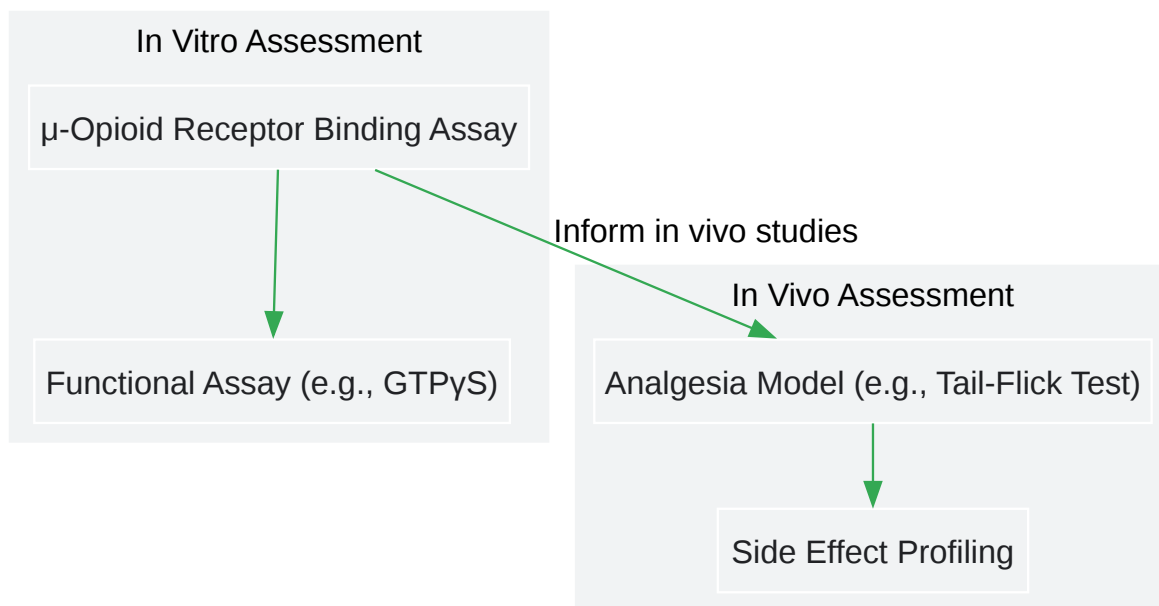 In Vitro Assessment
μ-Opioid Receptor Binding Assay
Inform in vivo studies
In Vivo Assessment
Functional Assay (e.g., GTPγS)
Analgesia Model (e.g., Tail-Flick Test)
Side Effect Profiling